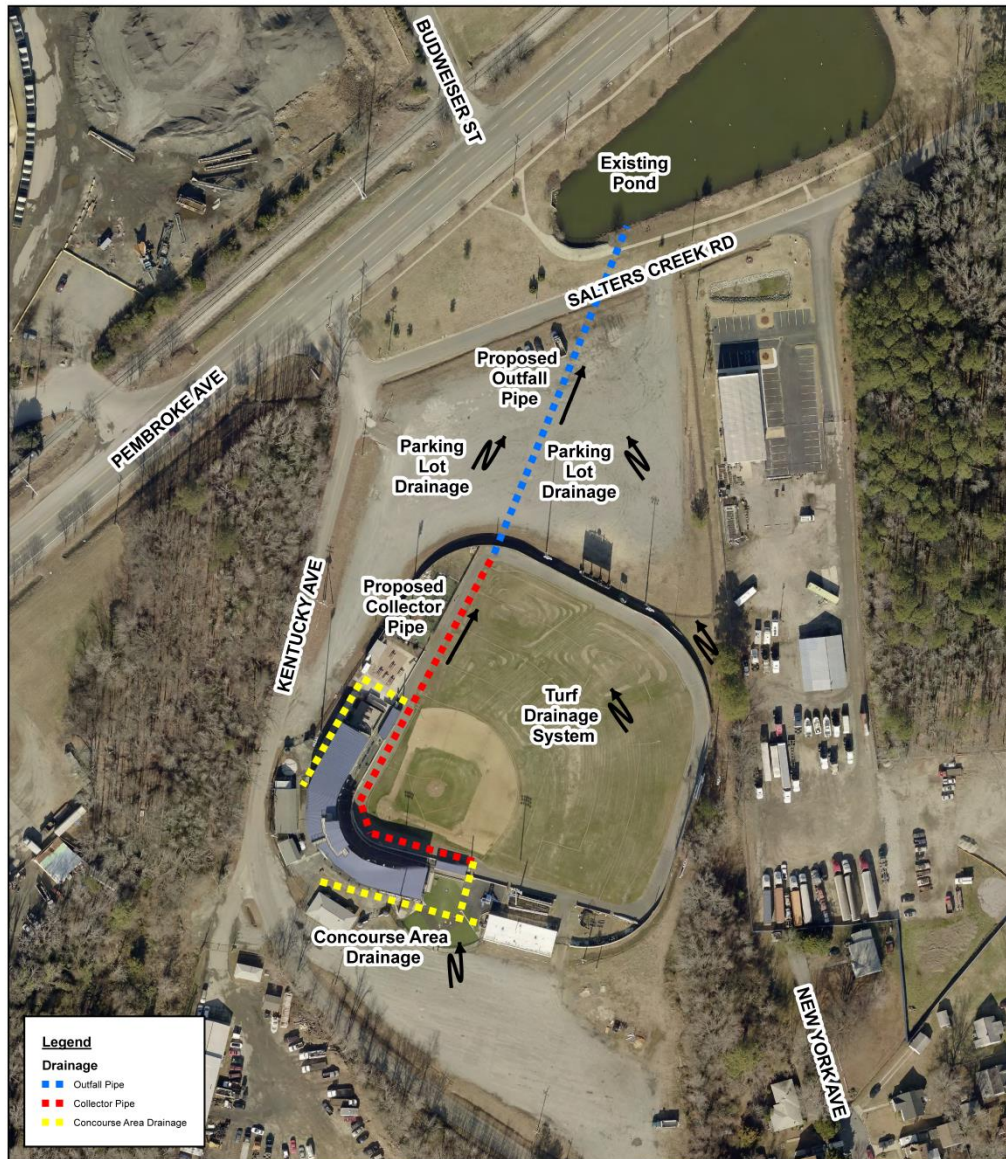 BUDWEISER ST
Existing
Pond
SALTERS CREEK RD
Proposed
Outfall
Pipe
PEMBROKE AVE
Parking
Lot
Drainage
Parking
Lot
Drainage
Proposed
Collector
Pipe
KENTUCKY AVE
Turf
Drainage
System
Concourse Area
Drainage
NEW YORK AVE
Legend
Drainage
Outfall Pipe
Collector Pipe
Concourse Area Drainage